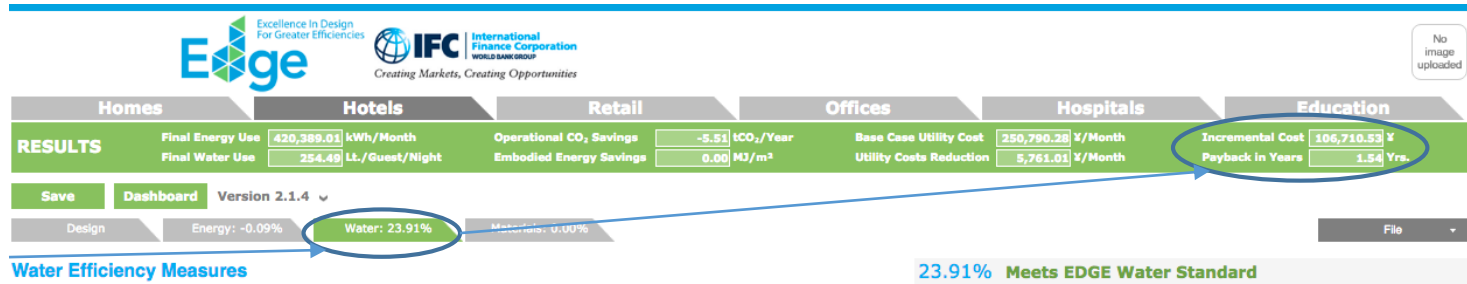 Excellence In Design
For Greater Efficiencies
Edge
IFC
International
Finance Corporation
WORLD BANK GROUP
Creating Markets, Creating Opportunities
No
image
uploaded
Homes Hotels Retail Offices Hospitals Education
RESULTS
Final Energy Use 420,389.01 kWh/Month Operational CO₂ Savings -5.51 tCO₂/Year Base Case Utility Cost 250,790.28 ¥/Month Incremental Cost 106,710.53 ¥
Final Water Use 254.49 Lt./Guest/Night Embodied Energy Savings 0.00 MJ/m² Utility Costs Reduction 5,761.01 ¥/Month Payback in Years 1.54 Yrs.
Save Dashboard Version 2.1.4
Design Energy: -0.09% Water: 23.91% Materials: 0.00% File
Water Efficiency Measures 23.91% Meets EDGE Water Standard